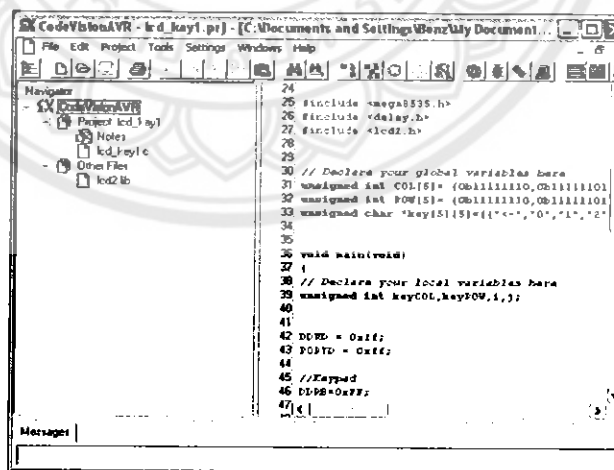 CodeVisionAVR - lcd_key1.prj - [C:\Documents and Settings\Benz\My Document...
File Edit Project Tools Settings Windows Help
Navigator
CodeVisionAVR
Project: lcd_key1
Notes
lcd_key1.c
Other Files
lcd2.lib
24
25 #include <mega8535.h>
26 #include <delay.h>
27 #include <lcd2.h>
28
29
30 // Declare your global variables here
31 unsigned int COL[5]= {0b11111110,0b11111101
32 unsigned int ROW[5]= {0b11111110,0b11111101
33 unsigned char *key[5][5]={{"<-","0","1","2"
34
35
36 void main(void)
37 {
38 // Declare your local variables here
39 unsigned int keyCOL,keyROW,i,j;
40
41
42 DDRD = 0xff;
43 PORTD = 0xff;
44
45 //Keypad
46 DDRB=0xFF;
47
Messages